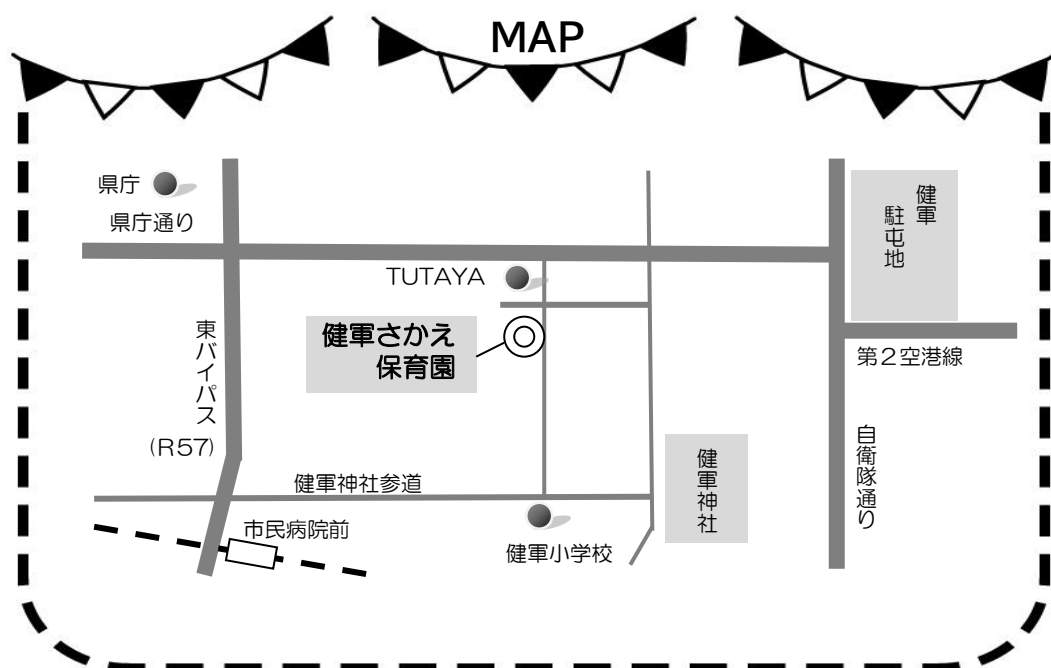 MAP
県庁
県庁通り
健軍
駐屯地
TUTAYA
健軍さかえ
保育園
東バイパス
(R57)
第２空港線
自衛隊通り
健軍神社
健軍神社参道
市民病院前
健軍小学校